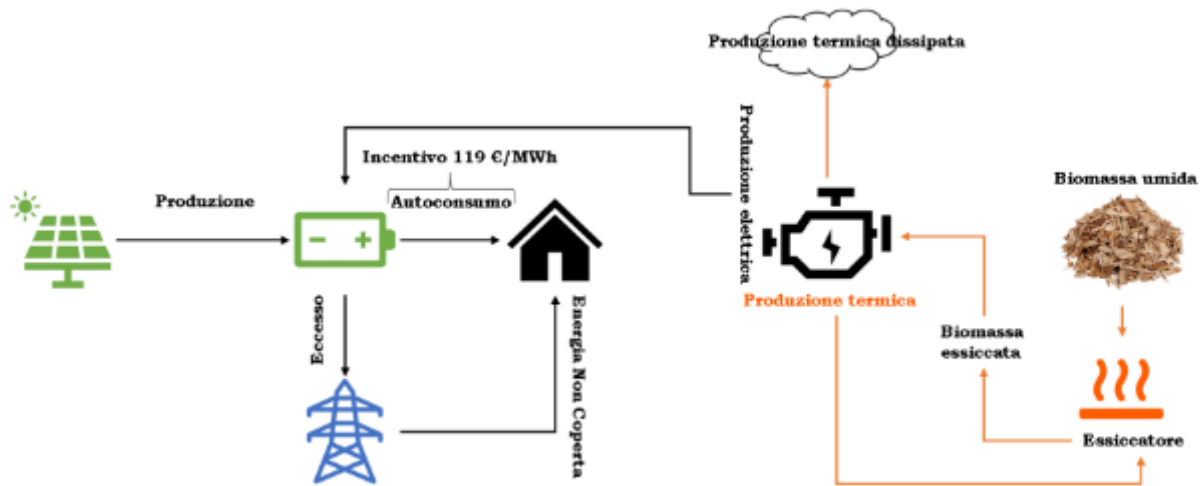 Produzione termica dissipata
Produzione elettrica
Incentivo 119 €/MWh
Autoconsumo
Produzione
Biomassa umida
Produzione termica
Biomassa
essiccata
Eccesso
Energia Non Coperta
Essiccatore